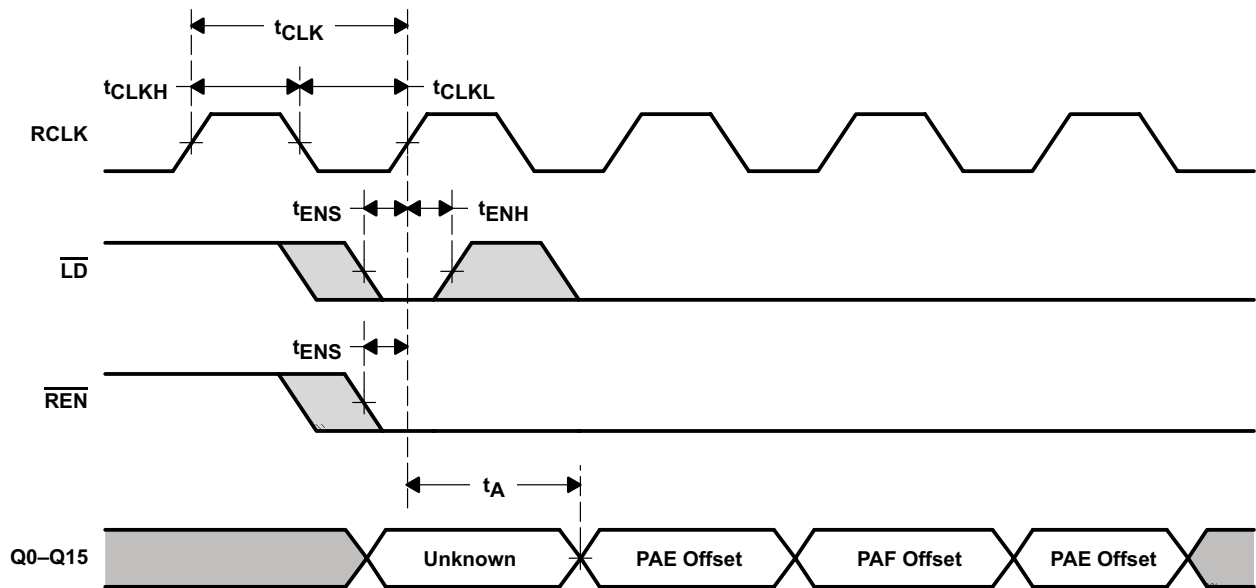 tCLK
tCLKH
tCLKL
RCLK
tENS
tENH
LD
tENS
REN
tA
Q0–Q15
Unknown
PAE Offset
PAF Offset
PAE Offset